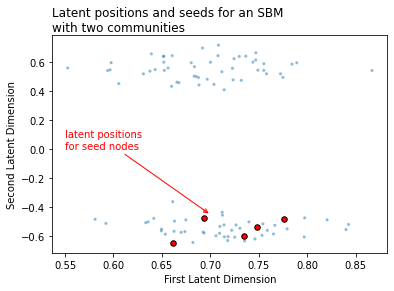 Latent positions and seeds for an SBM
with two communities
Second Latent Dimension
0.6
0.4
0.2
0.0
−0.2
−0.4
−0.6
latent positions
for seed nodes
0.55 0.60 0.65 0.70 0.75 0.80 0.85
First Latent Dimension